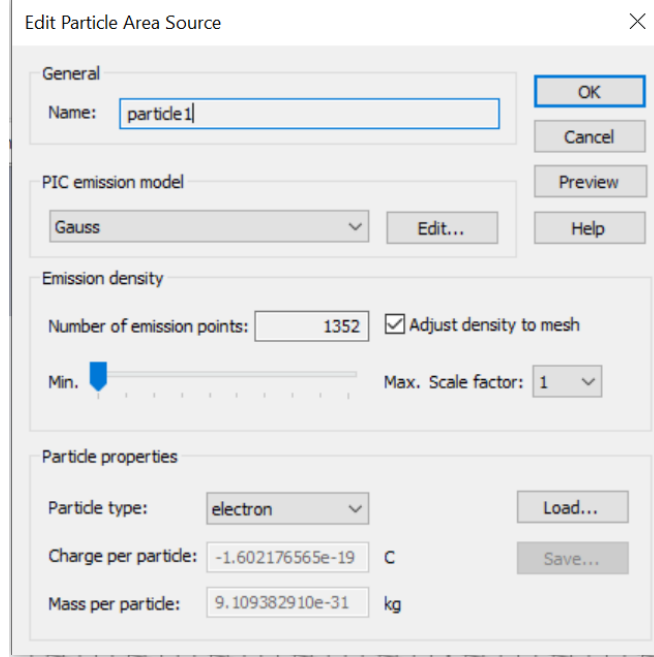 Edit Particle Area Source
General
Name: particle1
OK
Cancel
Preview
Help
PIC emission model
Gauss
Edit...
Emission density
Number of emission points: 1352
Adjust density to mesh
Min.
Max. Scale factor: 1
Particle properties
Particle type: electron
Load...
Charge per particle: -1.602176565e-19 C
Save...
Mass per particle: 9.109382910e-31 kg